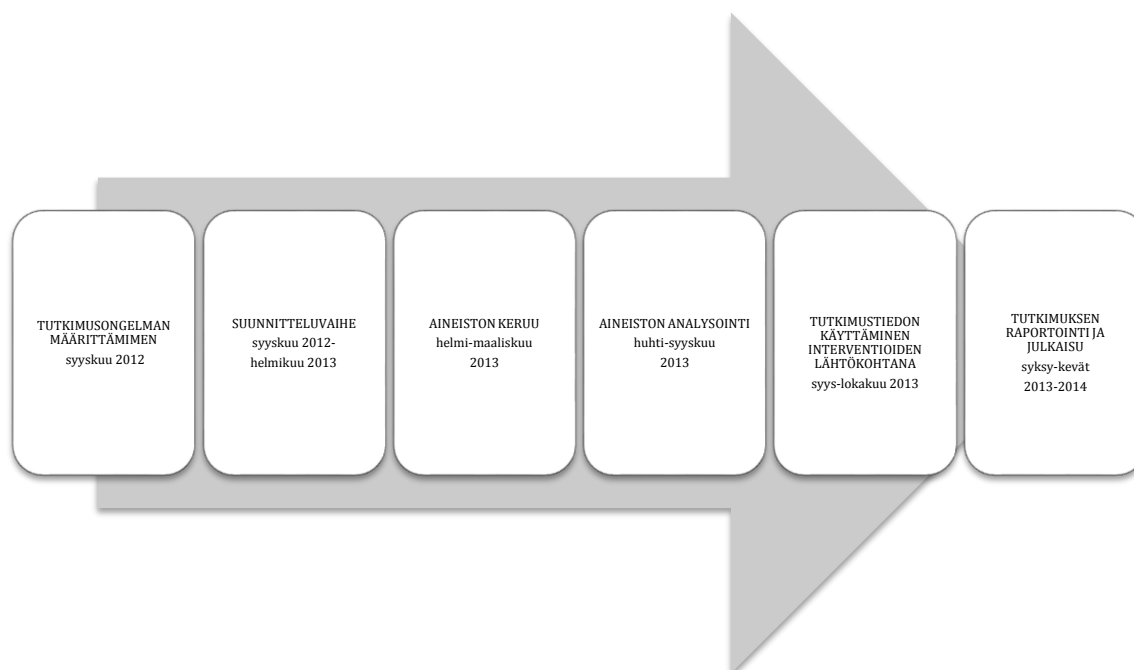 TUTKIMUSONGELMAN
MÄÄRITTÄMIMEN
syyskuu 2012
SUUNNITTELUVAIHE
syyskuu 2012-
helmikuu 2013
AINEISTON KERUU
helmi-maaliskuu
2013
AINEISTON ANALYSOINTI
huhti-syyskuu
2013
TUTKIMUSTIEDON
KÄYTTÄMINEN
INTERVENTIOIDEN
LÄHTÖKOHTANA
syys-lokakuu 2013
TUTKIMUKSEN
RAPORTOINTI JA
JULKAISU
syksy-kevät
2013-2014